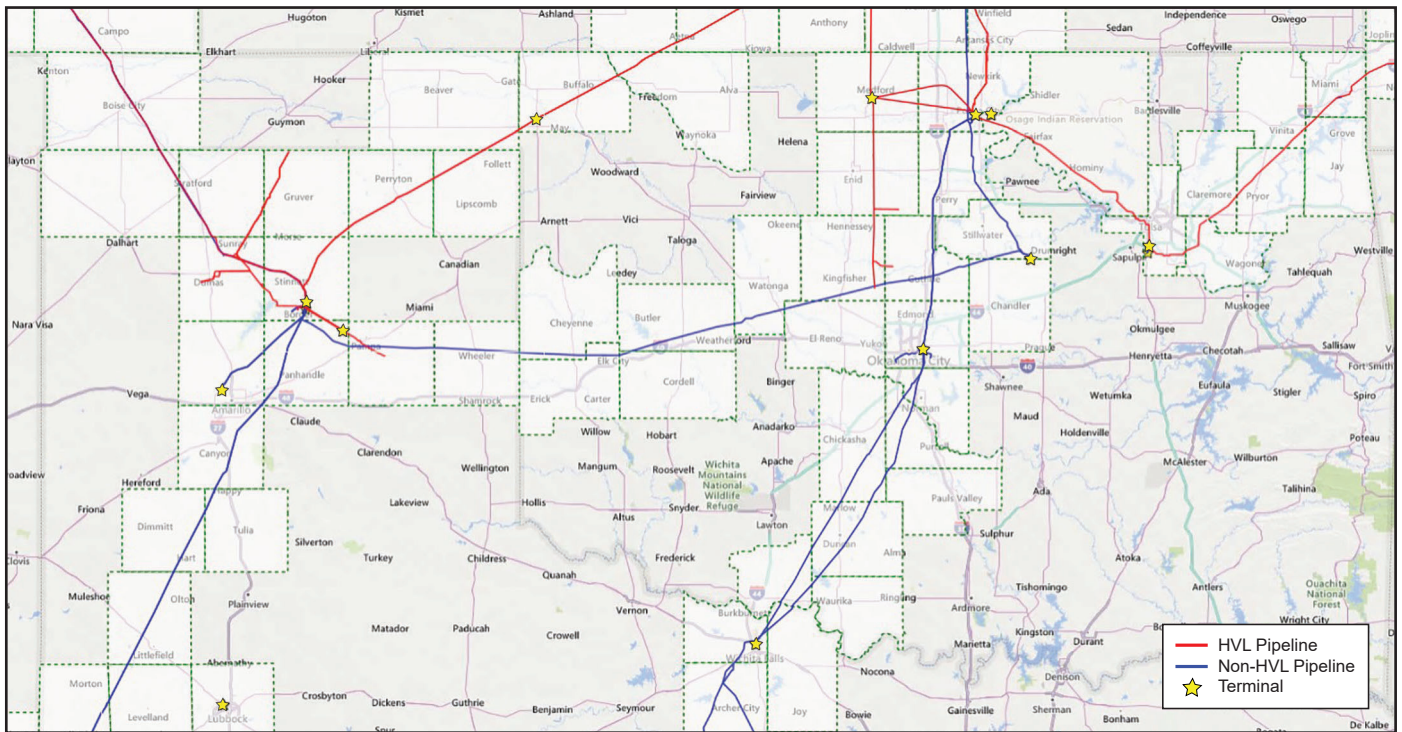 Campo
Hugoton
Kismet
Ashland
Anthony
Winfield
Sedan
Independence
Oswego
Elkhart
Liberal
Kiowa
Caldwell
Arkansas City
Coffeyville
Kenton
Boise City
Hooker
Guymon
Beaver
Gate
Buffalo
May
Freedom
Alva
Medford
Newkirk
Shidler
Bartlesville
Miami
Waynoka
Helena
Osage Indian Reservation
Fairfax
Vinita
Grove
layton
Stratford
Gruver
Perryton
Follett
Woodward
Enid
Pawnee
Hominy
Claremore
Pryor
Jay
Lipscomb
Arnett
Vici
Fairview
Taloga
Okeene
Hennessey
Perry
Stillwater
Dalhart
Sunray
Morse
Canadian
Leedey
Drumright
Sapulpa
Wagoner
Westville
Tahlequah
Dumas
Stinnett
Watonga
Kingfisher
Guthrie
Chandler
Muskogee
Nara Visa
Borger
Miami
Cheyenne
Butler
Edmond
Okmulgee
Pampa
Wheeler
Elk City
Weatherford
El Reno
Yukon
Oklahoma City
Prague
Henryetta
Checotah
Sallisaw
Fort Smith
Vega
Panhandle
Shamrock
Erick
Carter
Cordell
Binger
Shawnee
Wetumka
Eufaula
Stigler
Spiro
40
44
Amarillo
27
Claude
Willow
Hobart
Anadarko
Chickasha
Norman
Maud
Holdenville
Canyon
Clarendon
Wellington
Mangum
Roosevelt
Wichita
Mountains
National
Wildlife
Refuge
Apache
Purcell
McAlester
Wilburton
Poteau
roadview
Hereford
Friona
Happy
Lakeview
Hollis
Altus
Snyder
Lawton
Marlow
Pauls Valley
Ada
Talihina
Dimmitt
Tulia
Silverton
Turkey
Childress
Frederick
Duncan
Alma
Sulphur
Atoka
Clovis
Hart
Quanah
Muleshoe
Olton
Plainview
Vernon
Burkburnett
Waurika
Ringling
Tishomingo
Ardmore
Antlers
Ouachita
National
Forest
Wright City
Matador
Paducah
Crowell
Marietta
Kingston
Durant
Littlefield
Abernathy
Wichita Falls
Nocona
Denison
Morton
Levelland
Lubbock
Crosbyton
Dickens
Guthrie
Benjamin
Seymour
Archer City
Joy
Bowie
Gainesville
Sherman
Bonham
De Kalb
HVL Pipeline
Non-HVL Pipeline
Terminal